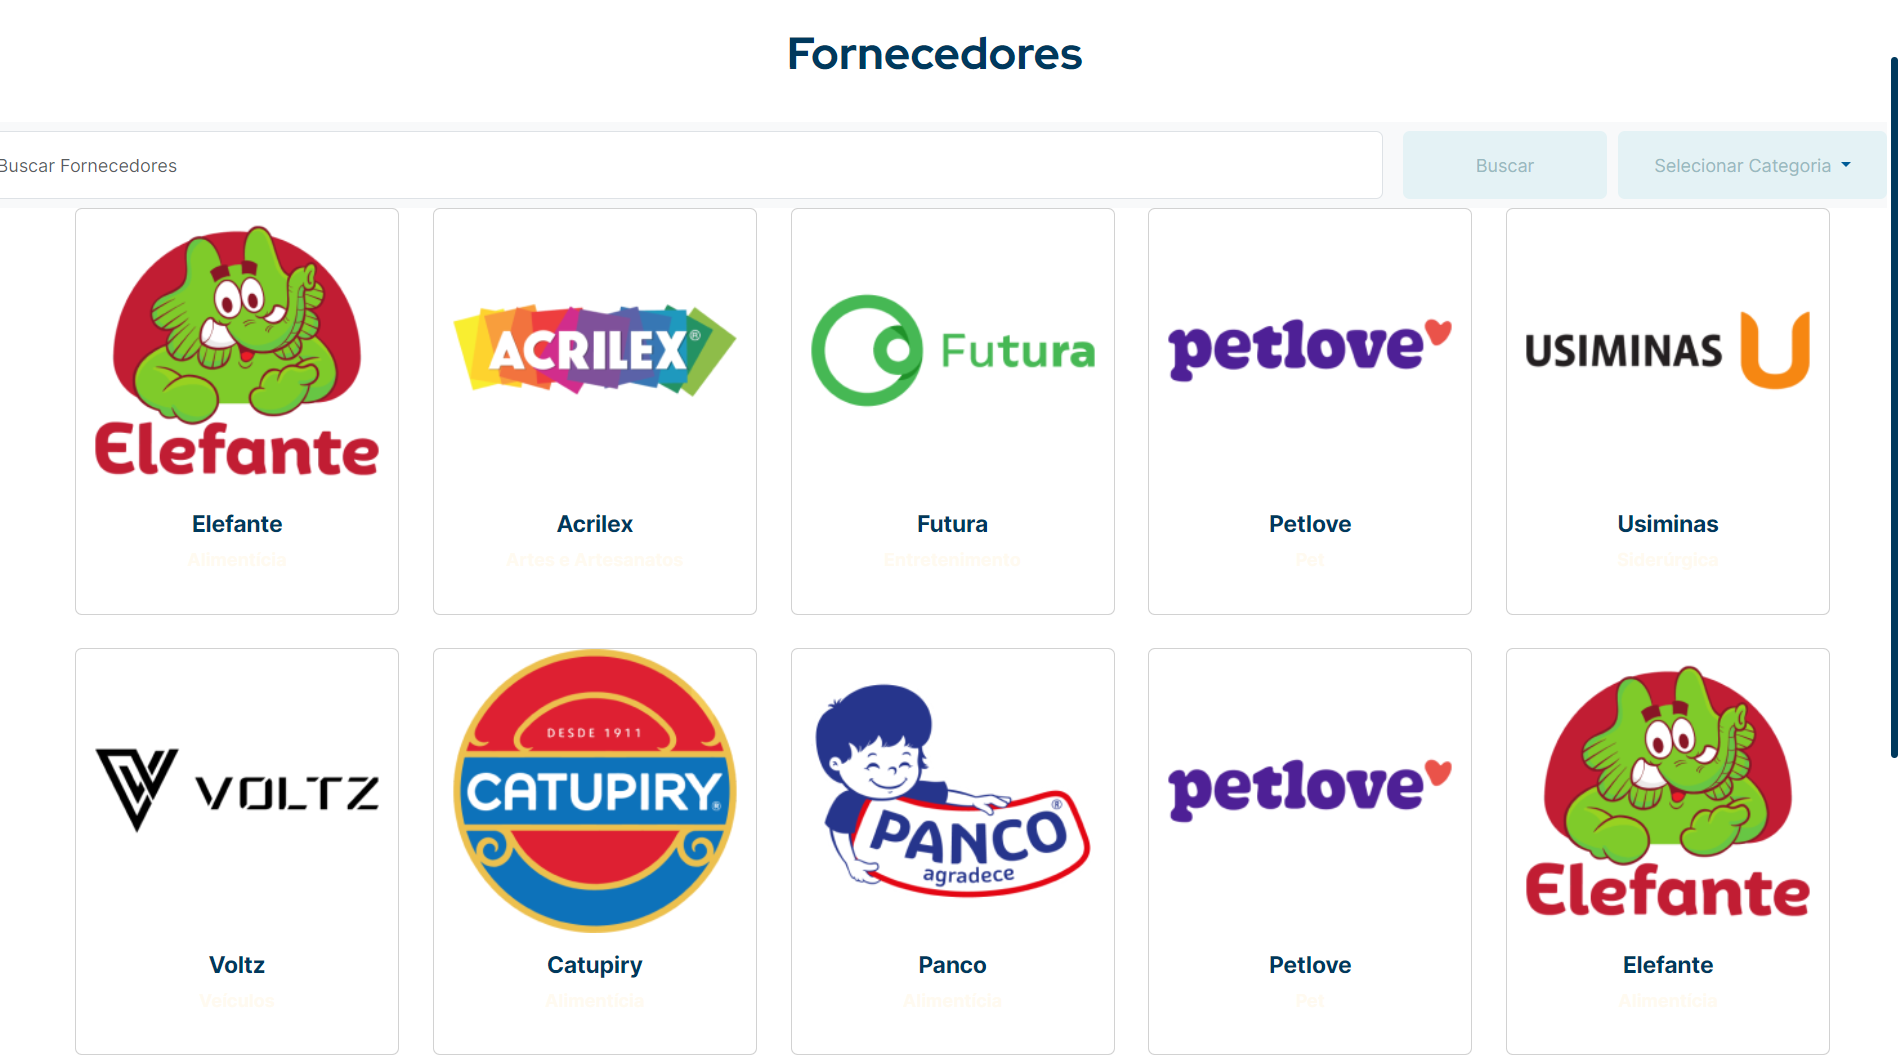 Fornecedores
Buscar Fornecedores
Buscar
Selecionar Categoria
Elefante
ACRILEX®
Futura
petlove
USIMINAS
Elefante
Acrilex
Futura
Petlove
Usiminas
Alimentícia
Artes e Artesanatos
Entretenimento
Pet
Siderúrgica
VOLTZ
DESDE 1911
CATUPIRY®
PANCO®
agradece
petlove
Elefante
Voltz
Catupiry
Panco
Petlove
Elefante
Veículos
Alimentícia
Alimentícia
Pet
Alimentícia